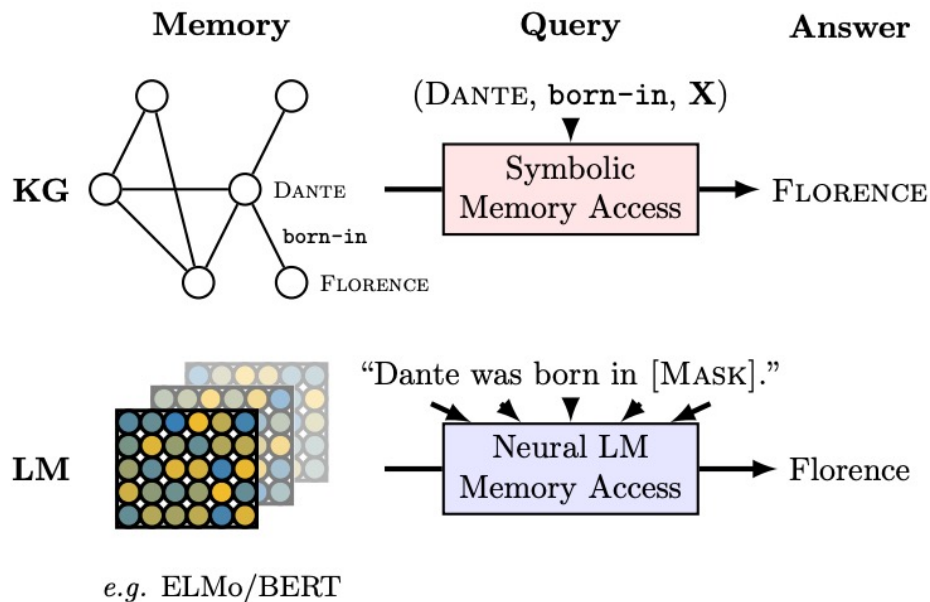 Memory Query Answer
(DANTE, born-in, X)
KG
DANTE
born-in
FLORENCE
Symbolic
Memory Access
FLORENCE
“Dante was born in [MASK].”
LM
Neural LM
Memory Access
Florence
e.g. ELMo/BERT